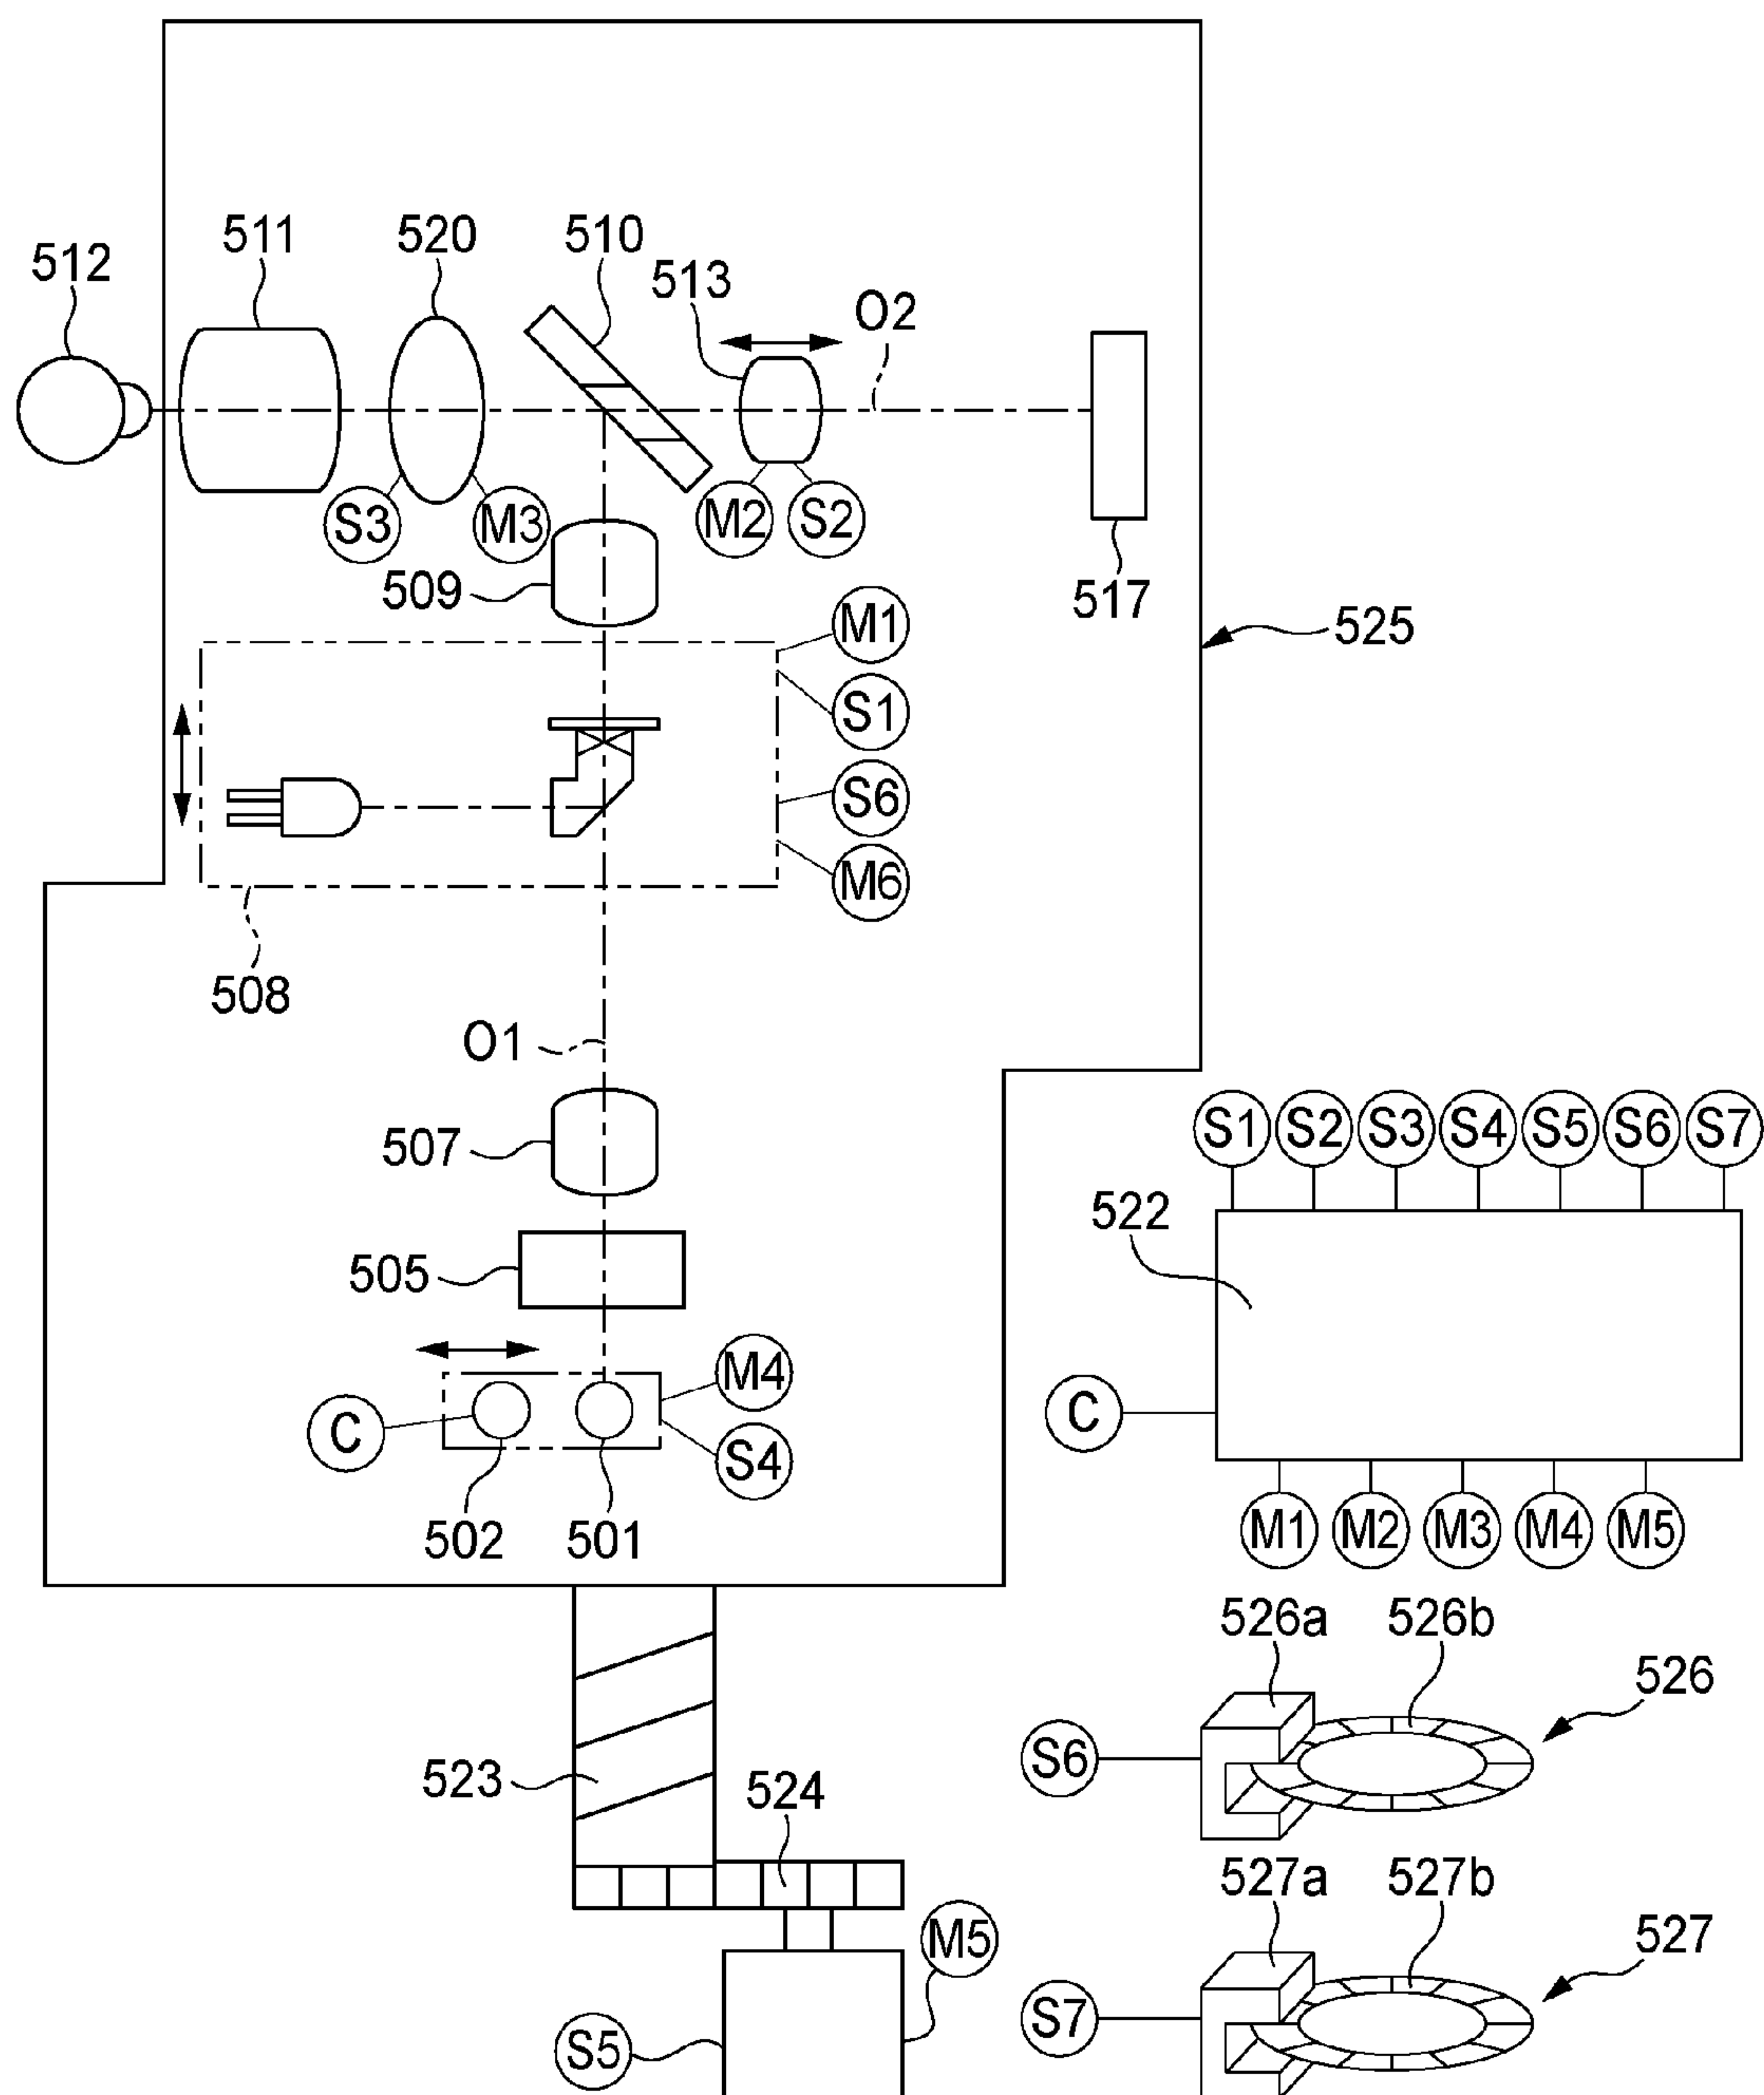 511
520
510
512
513
O2
S3
M3
M2
S2
509
517
M1
525
S1
S6
M6
508
O1
507
S1 S2 S3 S4 S5 S6 S7
522
505
M4
C
C
S4
502
501
M1 M2 M3 M4 M5
526a
526b
526
S6
523
524
527a
527b
527
M5
S7
S5